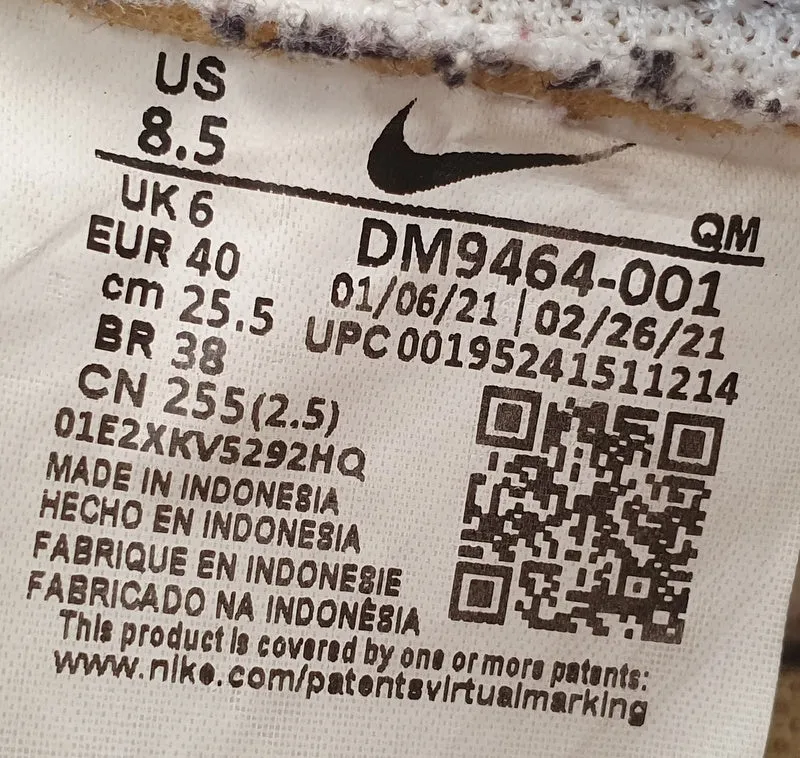 US
8.5
UK 6
EUR 40
cm 25.5
BR 38
CN 255(2.5)
QM
DM9464-001
01/06/21 | 02/26/21
UPC 00195241511214
01E2XKV5292HQ
MADE IN INDONESIA
HECHO EN INDONESIA
FABRIQUE EN INDONESIE
FABRICADO NA INDONÉSIA
This product is covered by one or more patents:
www.nike.com/patentsvirtualmarking